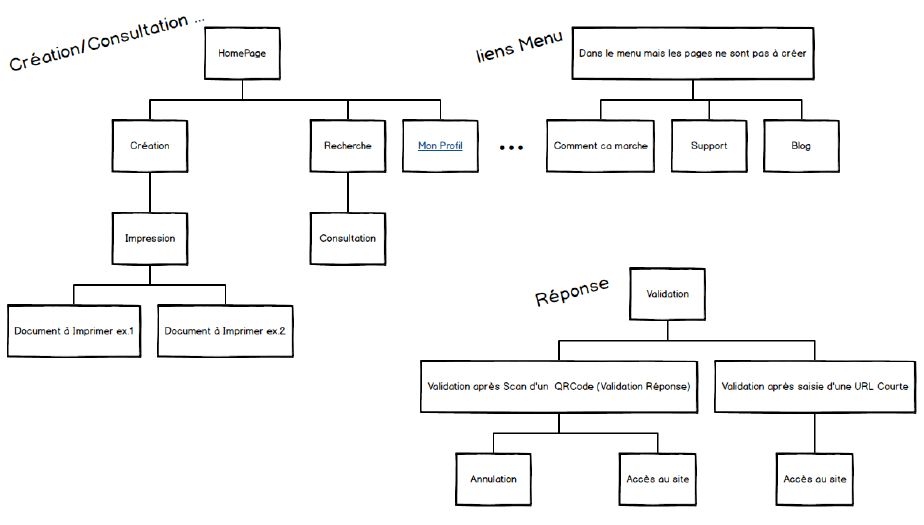 Création/Consultation ...
HomePage
liens Menu
Dans le menu mais les pages ne sont pas à créer
Création
Recherche
Mon Profil
...
Comment ca marche
Support
Blog
Impression
Consultation
Réponse
Validation
Document à Imprimer ex.1
Document à Imprimer ex.2
Validation après Scan d'un QRCode (Validation Réponse)
Validation après saisie d'une URL Courte
Annulation
Accès au site
Accès au site